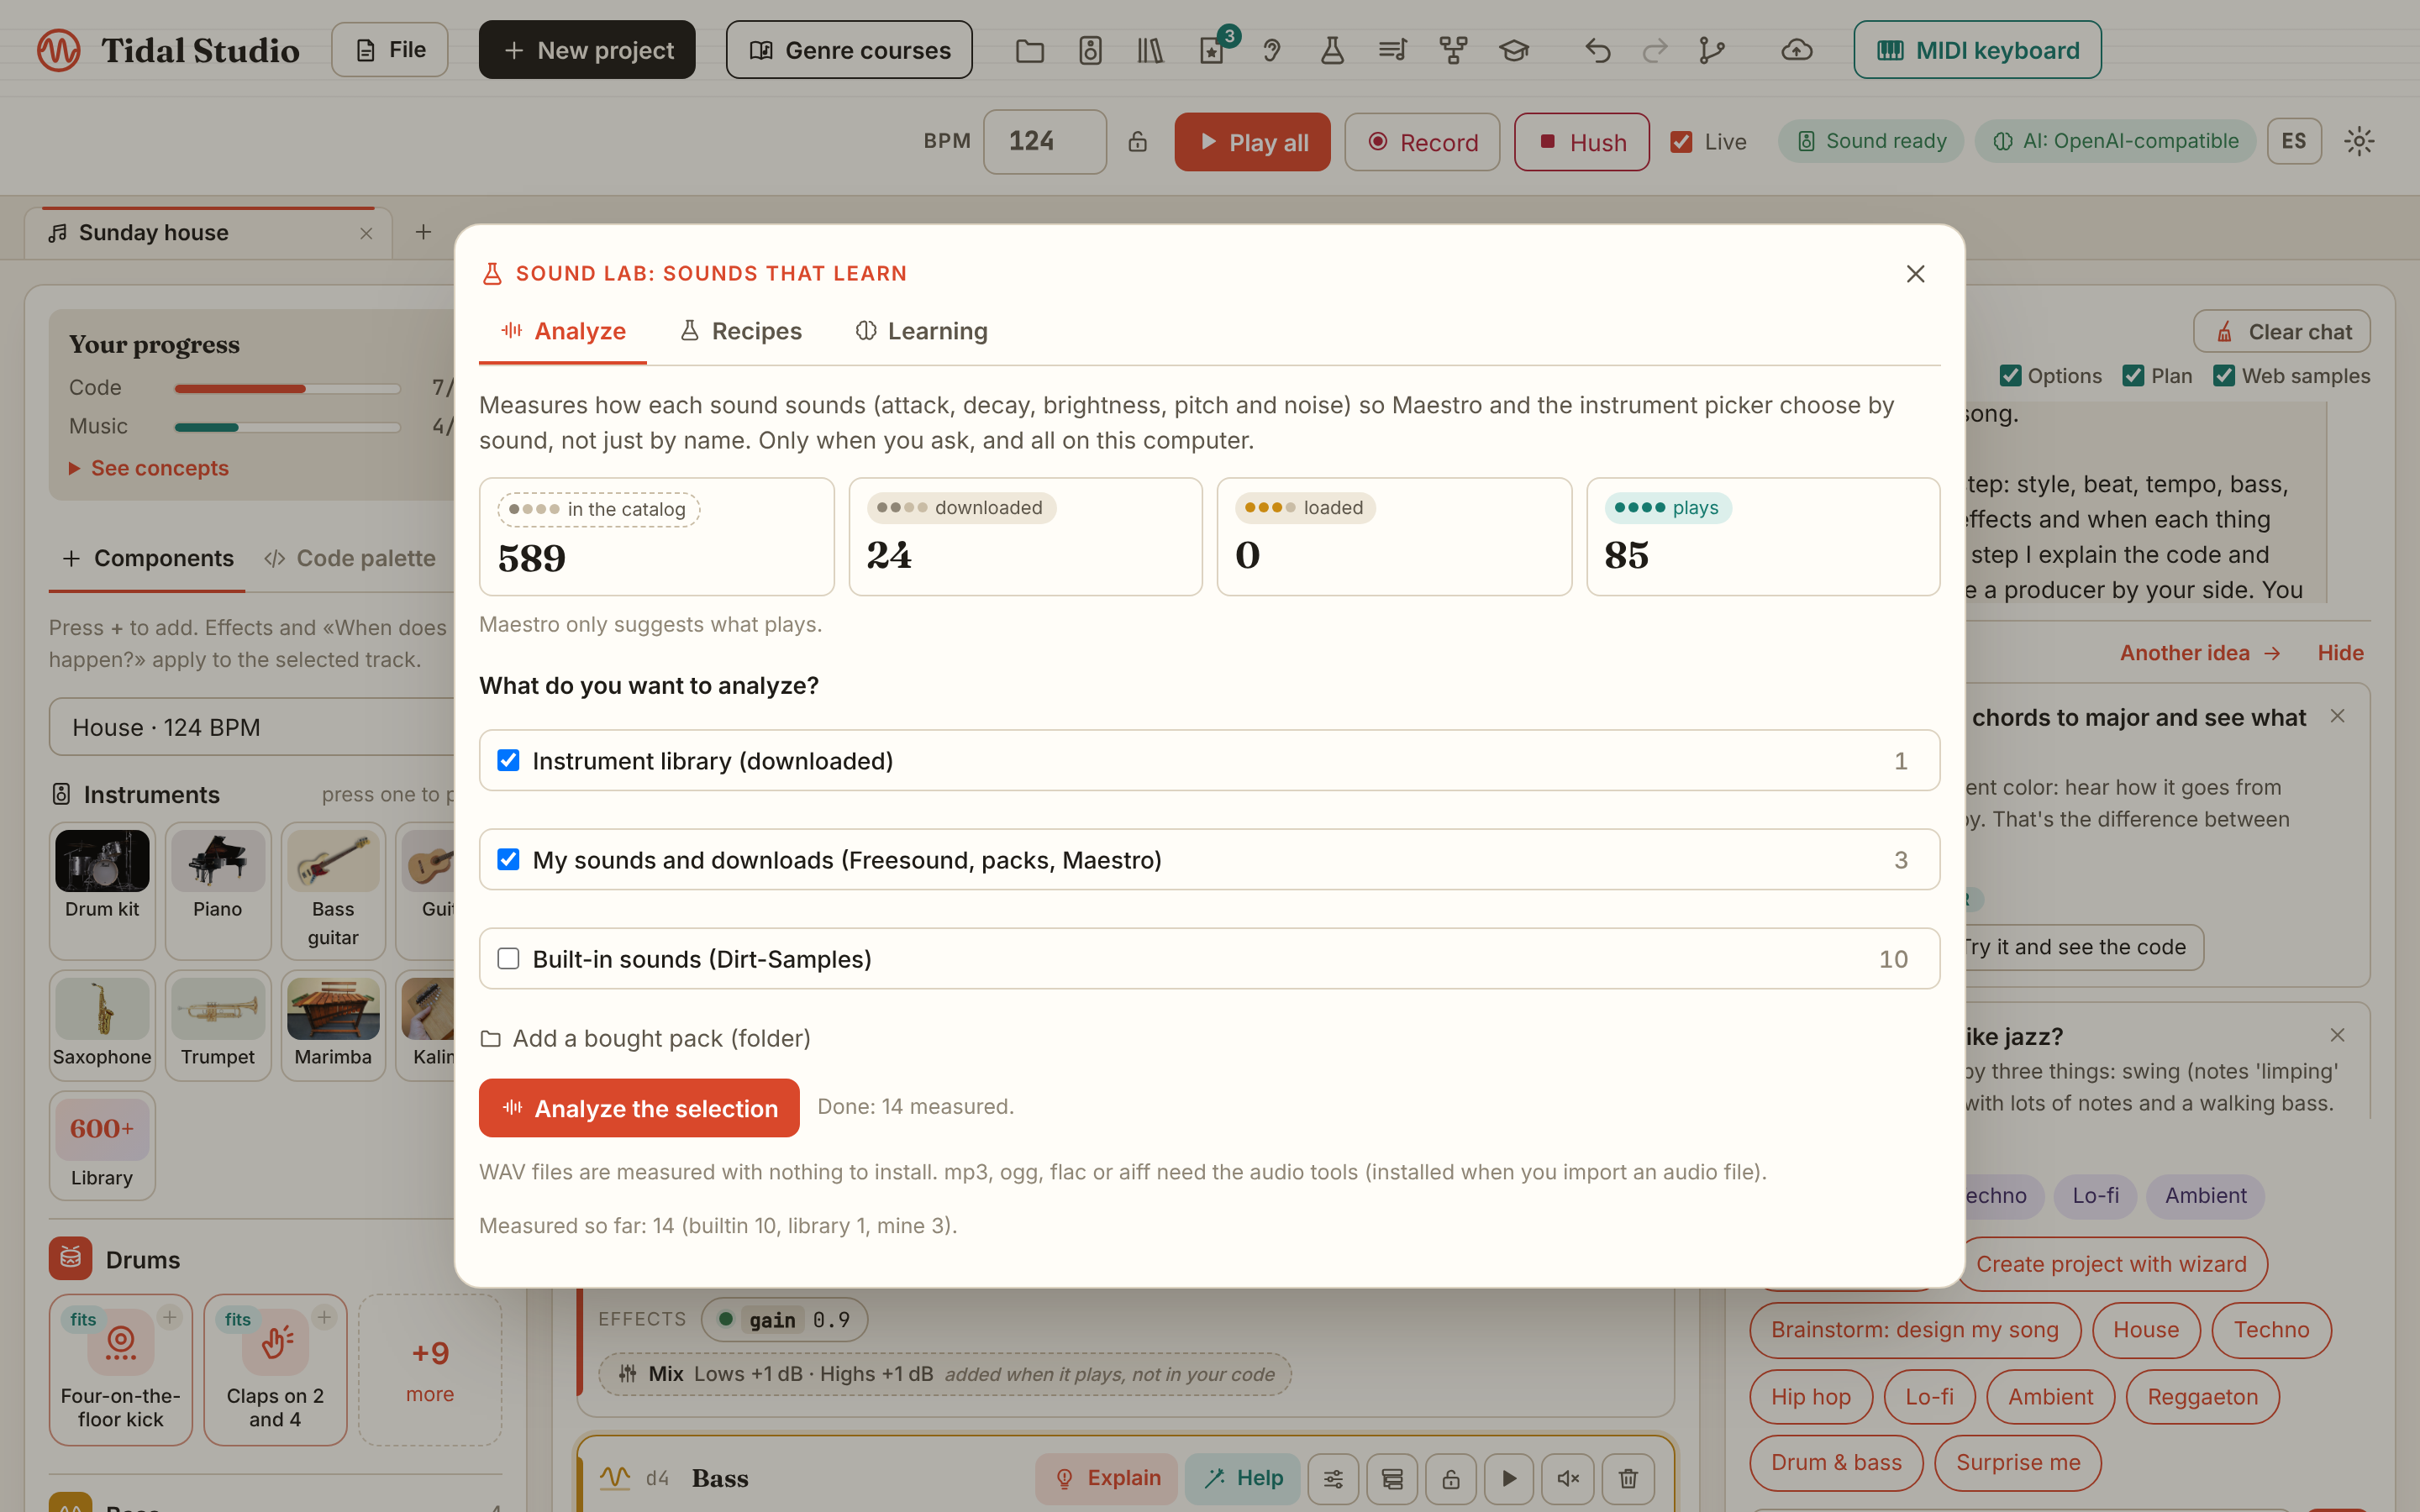 Tidal Studio
File
New project
Genre courses
3
MIDI keyboard
BPM
124
Play all
Record
Hush
Live
Sound ready
AI: OpenAI-compatible
ES
Sunday house
Your progress
Code
7/
Music
4/
See concepts
Components
Code palette
Press + to add. Effects and «When does
happen?» apply to the selected track.
House · 124 BPM
Instruments
press one to p
Drum kit
Piano
Bass
guitar
Guit
Saxophone
Trumpet
Marimba
Kalim
600+
Library
Drums
fits
Four-on-the-
floor kick
fits
Claps on 2
and 4
+9
more
SOUND LAB: SOUNDS THAT LEARN
Analyze
Recipes
Learning
Measures how each sound sounds (attack, decay, brightness, pitch and noise) so Maestro and the instrument picker choose by
sound, not just by name. Only when you ask, and all on this computer.
in the catalog
589
downloaded
24
loaded
0
plays
85
Maestro only suggests what plays.
What do you want to analyze?
Instrument library (downloaded)
1
My sounds and downloads (Freesound, packs, Maestro)
3
Built-in sounds (Dirt-Samples)
10
Add a bought pack (folder)
Analyze the selection
Done: 14 measured.
WAV files are measured with nothing to install. mp3, ogg, flac or aiff need the audio tools (installed when you import an audio file).
Measured so far: 14 (builtin 10, library 1, mine 3).
EFFECTS
gain 0.9
Mix Lows +1 dB · Highs +1 dB added when it plays, not in your code
d4 Bass
Explain
Help
Clear chat
Options
Plan
Web samples
song.
tep: style, beat, tempo, bass,
effects and when each thing
step I explain the code and
e a producer by your side. You
Another idea →
Hide
chords to major and see what
ent color: hear how it goes from
y. That's the difference between
Try it and see the code
ike jazz?
by three things: swing (notes 'limping'
with lots of notes and a walking bass.
echno
Lo-fi
Ambient
Create project with wizard
Brainstorm: design my song
House
Techno
Hip hop
Lo-fi
Ambient
Reggaeton
Drum & bass
Surprise me